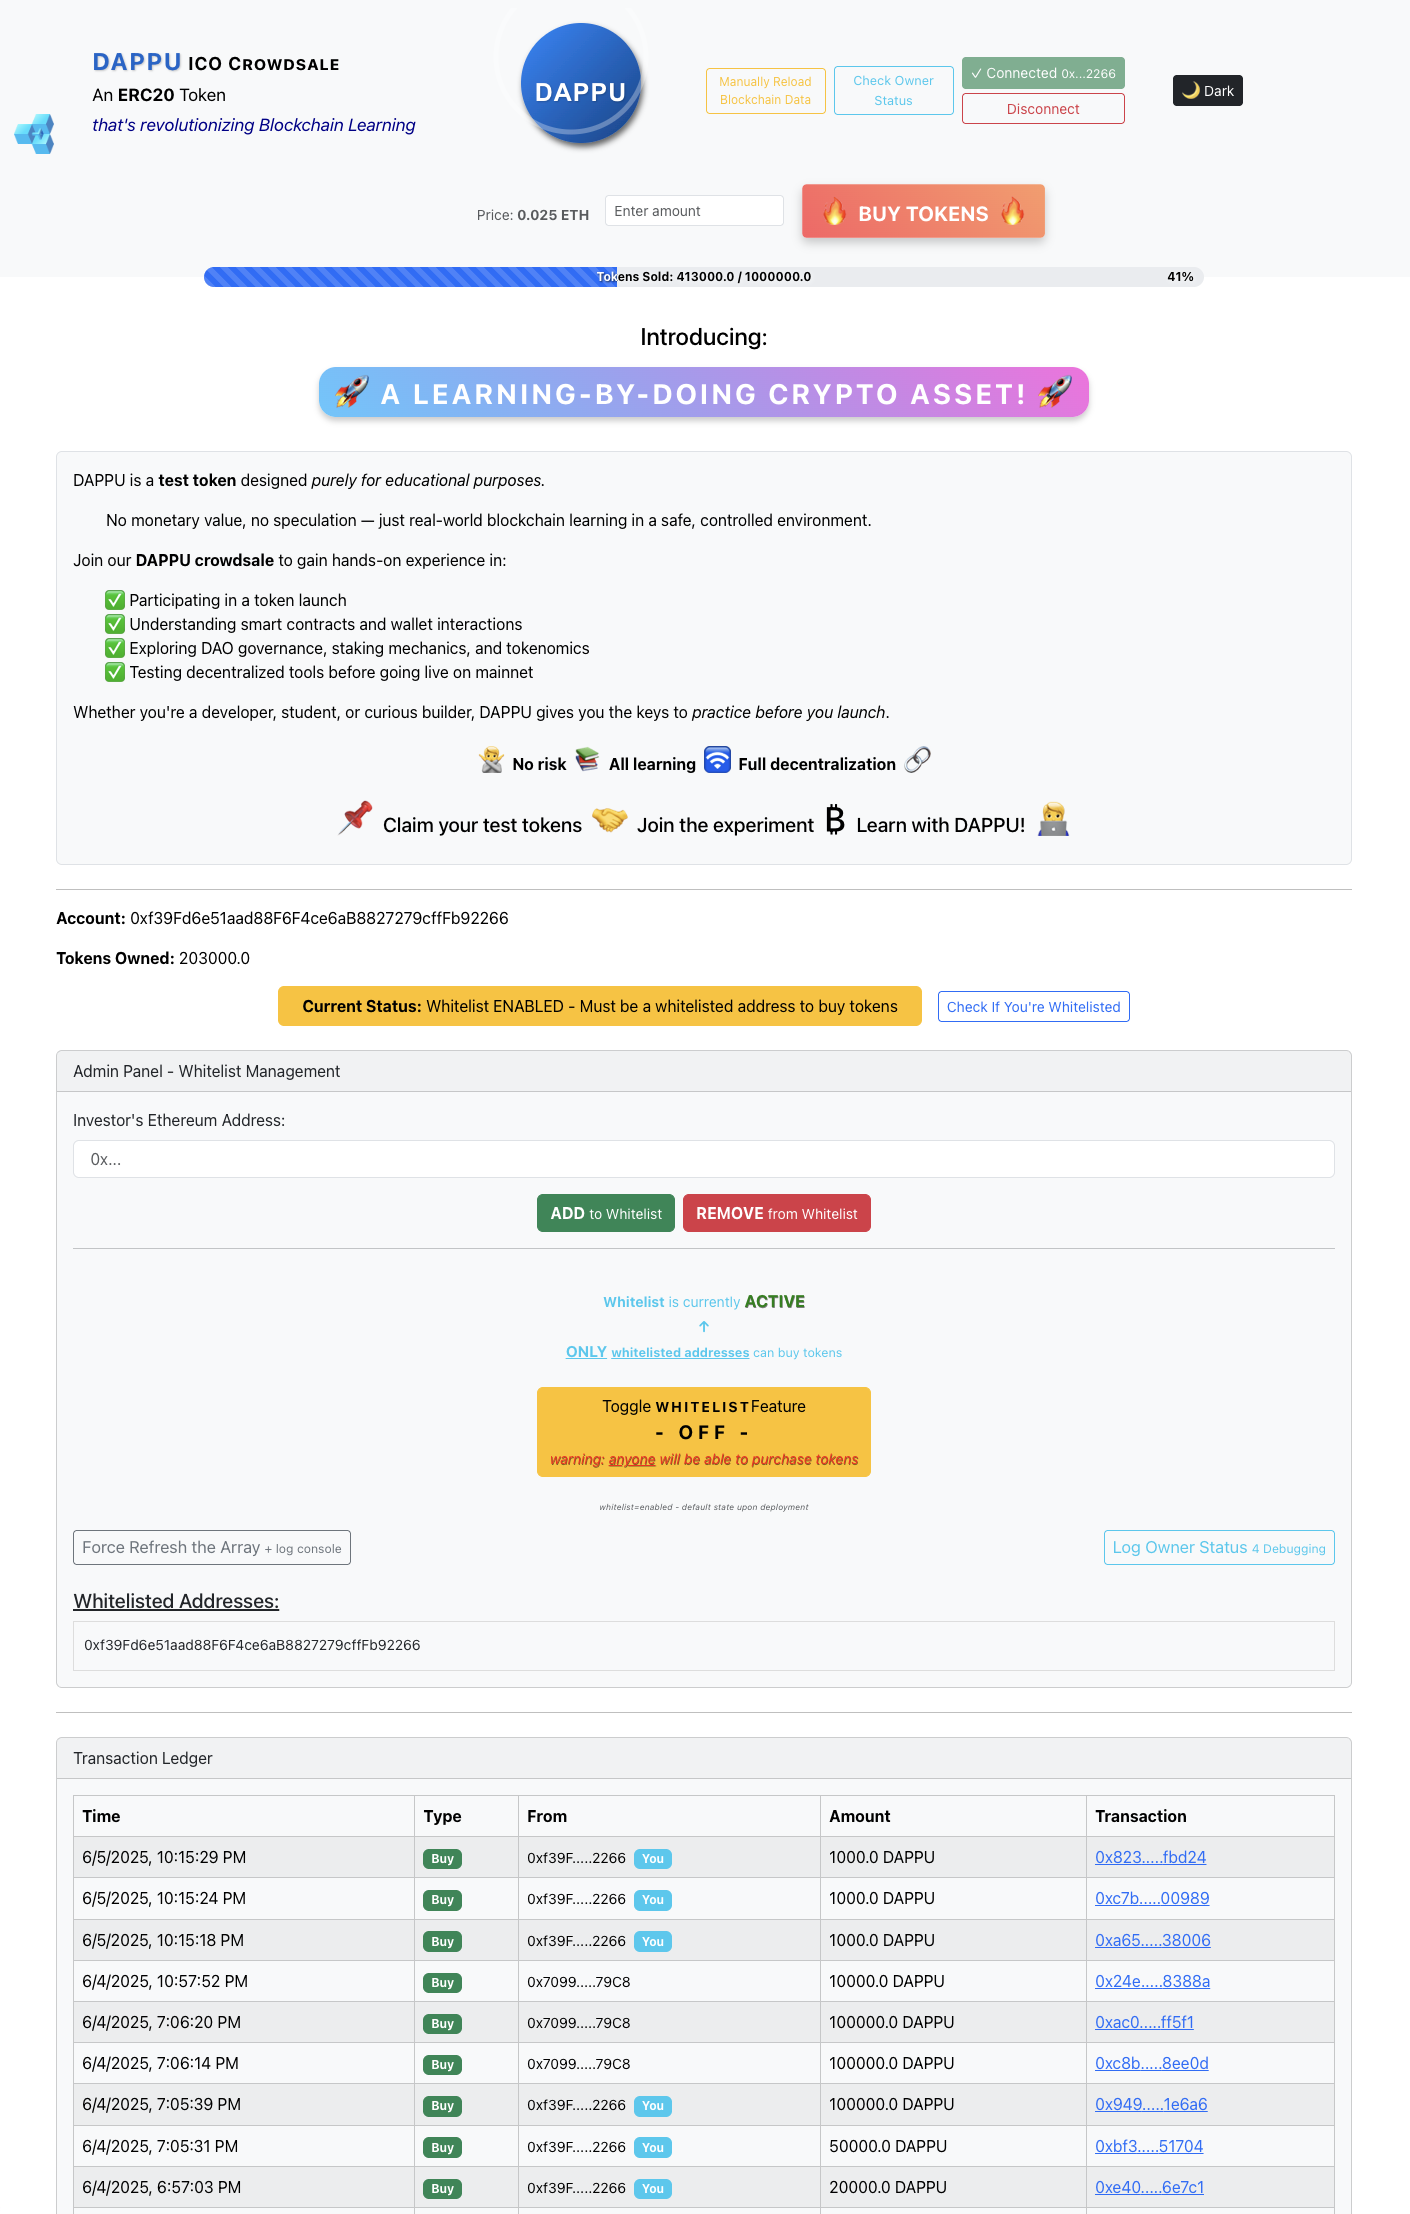 DAPPU ICO Crowdsale
An ERC20 Token
that's revolutionizing Blockchain Learning
DAPPU
Manually Reload
Blockchain Data
Check Owner
Status
✓ Connected 0x...2266
Disconnect
🌙 Dark
Price: 0.025 ETH
Enter amount
🔥 BUY TOKENS 🔥
Tokens Sold: 413000.0 / 1000000.0
41%
Introducing:
🚀 A LEARNING-BY-DOING CRYPTO ASSET! 🚀
DAPPU is a test token designed purely for educational purposes.
No monetary value, no speculation — just real-world blockchain learning in a safe, controlled environment.
Join our DAPPU crowdsale to gain hands-on experience in:
✅ Participating in a token launch
✅ Understanding smart contracts and wallet interactions
✅ Exploring DAO governance, staking mechanics, and tokenomics
✅ Testing decentralized tools before going live on mainnet
Whether you're a developer, student, or curious builder, DAPPU gives you the keys to practice before you launch.
No risk 📚 All learning 🛜 Full decentralization 🔗
📌 Claim your test tokens 🤝 Join the experiment ₿ Learn with DAPPU! 🧑‍💻
Account: 0xf39Fd6e51aad88F6F4ce6aB8827279cffFb92266
Tokens Owned: 203000.0
Current Status: Whitelist ENABLED - Must be a whitelisted address to buy tokens
Check If You're Whitelisted
Admin Panel - Whitelist Management
Investor's Ethereum Address:
0x...
ADD to Whitelist
REMOVE from Whitelist
Whitelist is currently ACTIVE
↑
ONLY whitelisted addresses can buy tokens
Toggle WHITELISTFeature
- OFF -
warning: anyone will be able to purchase tokens
whitelist=enabled - default state upon deployment
Force Refresh the Array + log console
Log Owner Status 4 Debugging
Whitelisted Addresses:
0xf39Fd6e51aad88F6F4ce6aB8827279cffFb92266
Transaction Ledger
Time Type From Amount Transaction
6/5/2025, 10:15:29 PM Buy 0xf39F.....2266 You 1000.0 DAPPU 0x823.....fbd24
6/5/2025, 10:15:24 PM Buy 0xf39F.....2266 You 1000.0 DAPPU 0xc7b.....00989
6/5/2025, 10:15:18 PM Buy 0xf39F.....2266 You 1000.0 DAPPU 0xa65.....38006
6/4/2025, 10:57:52 PM Buy 0x7099.....79C8 10000.0 DAPPU 0x24e.....8388a
6/4/2025, 7:06:20 PM Buy 0x7099.....79C8 100000.0 DAPPU 0xac0.....ff5f1
6/4/2025, 7:06:14 PM Buy 0x7099.....79C8 100000.0 DAPPU 0xc8b.....8ee0d
6/4/2025, 7:05:39 PM Buy 0xf39F.....2266 You 100000.0 DAPPU 0x949.....1e6a6
6/4/2025, 7:05:31 PM Buy 0xf39F.....2266 You 50000.0 DAPPU 0xbf3.....51704
6/4/2025, 6:57:03 PM Buy 0xf39F.....2266 You 20000.0 DAPPU 0xe40.....6e7c1